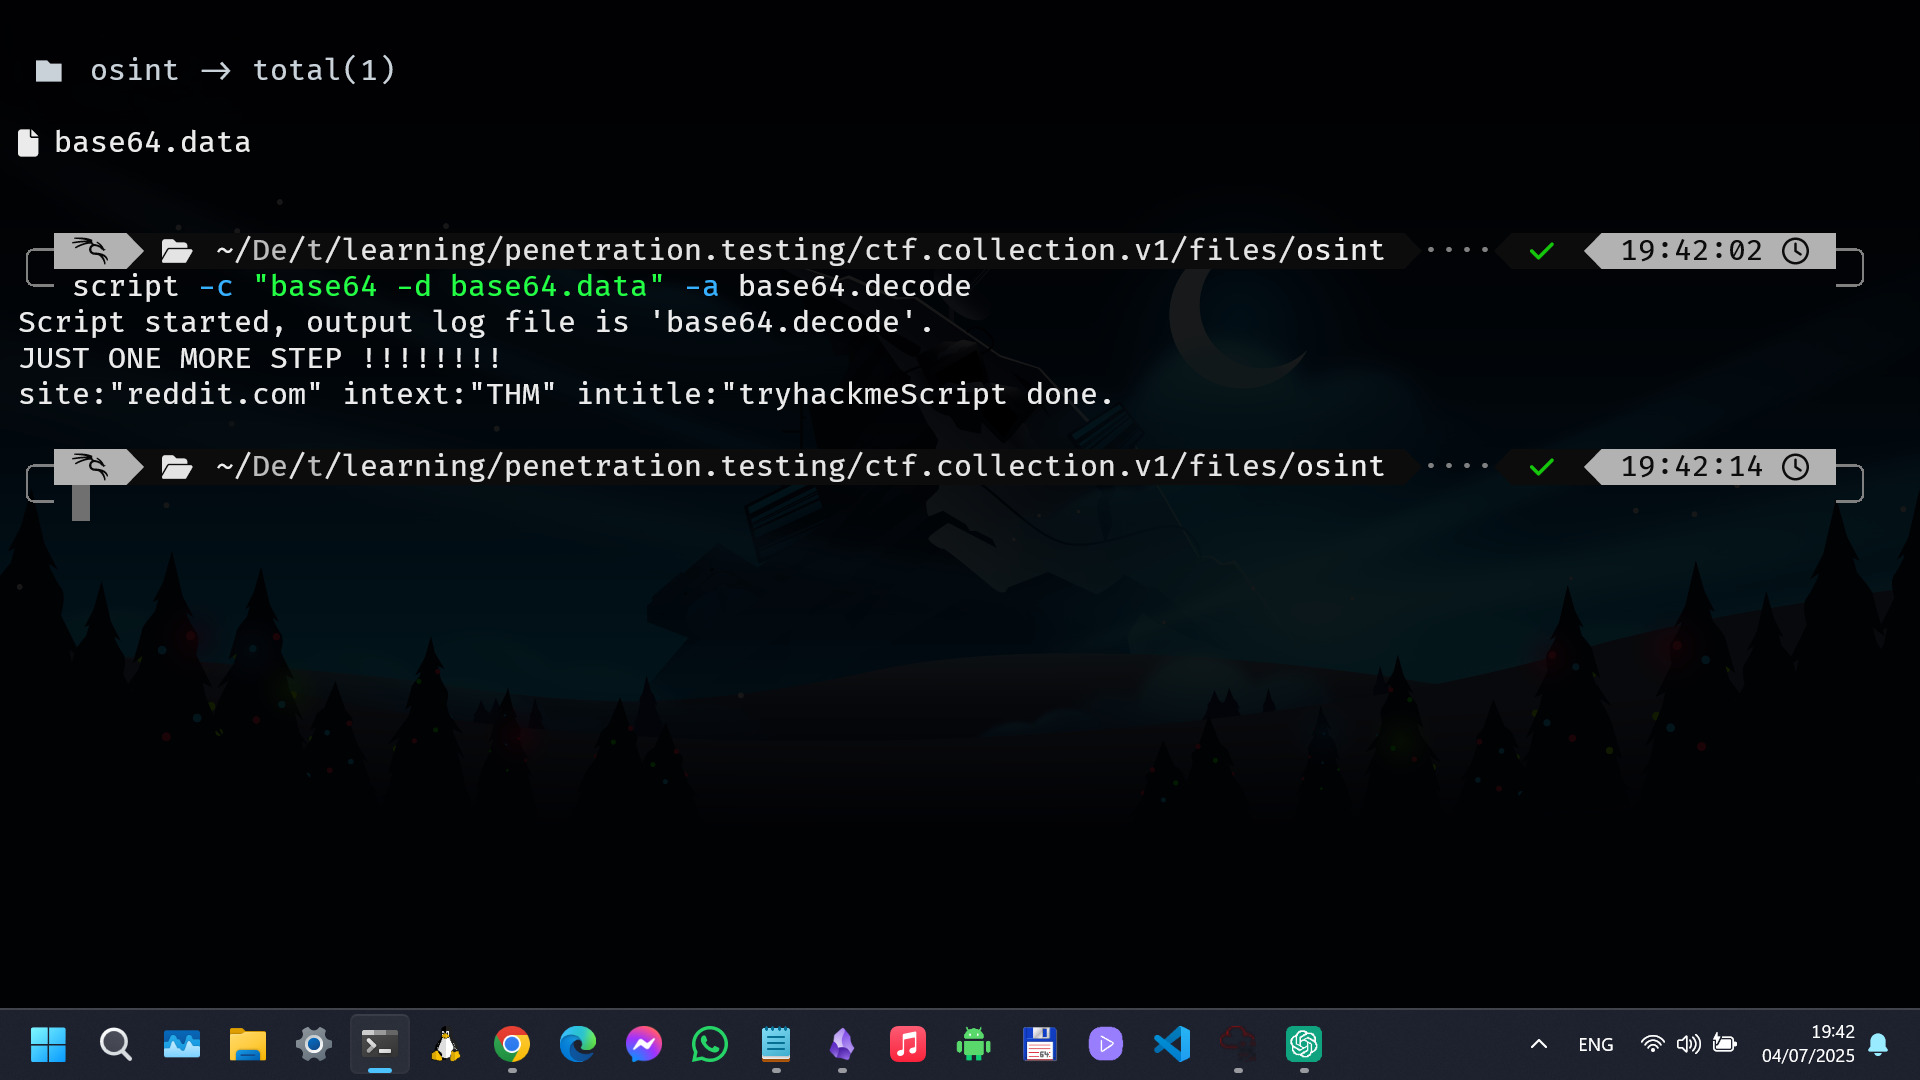 osint → total(1)
base64.data
~/De/t/learning/penetration.testing/ctf.collection.v1/files/osint ···· ✓ 19:42:02
script -c "base64 -d base64.data" -a base64.decode
Script started, output log file is 'base64.decode'.
JUST ONE MORE STEP !!!!!!!!
site:"reddit.com" intext:"THM" intitle:"tryhackmeScript done.
~/De/t/learning/penetration.testing/ctf.collection.v1/files/osint ···· ✓ 19:42:14
64
ENG
19:42
04/07/2025